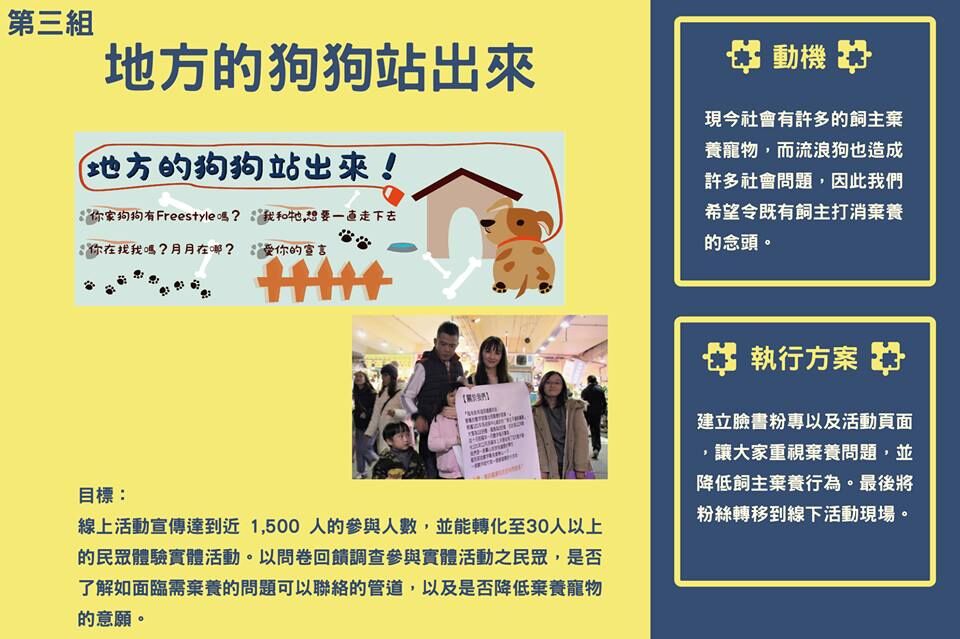 第三組
地方的狗狗站出來
地方的狗狗站出來！
你家狗狗有Freestyle嗎？
我和牠,想要一直走下去
你在找我嗎？月月在哪？
愛你的宣言
【關於我們】
目標：
線上活動宣傳達到近 1,500 人的參與人數，並能轉化至30人以上
的民眾體驗實體活動。以問卷回饋調查參與實體活動之民眾，是否
了解如面臨需棄養的問題可以聯絡的管道，以及是否降低棄養寵物
的意願。
動機
現今社會有許多的飼主棄
養寵物，而流浪狗也造成
許多社會問題，因此我們
希望令既有飼主打消棄養
的念頭。
執行方案
建立臉書粉專以及活動頁面
，讓大家重視棄養問題，並
降低飼主棄養行為。最後將
粉絲轉移到線下活動現場。